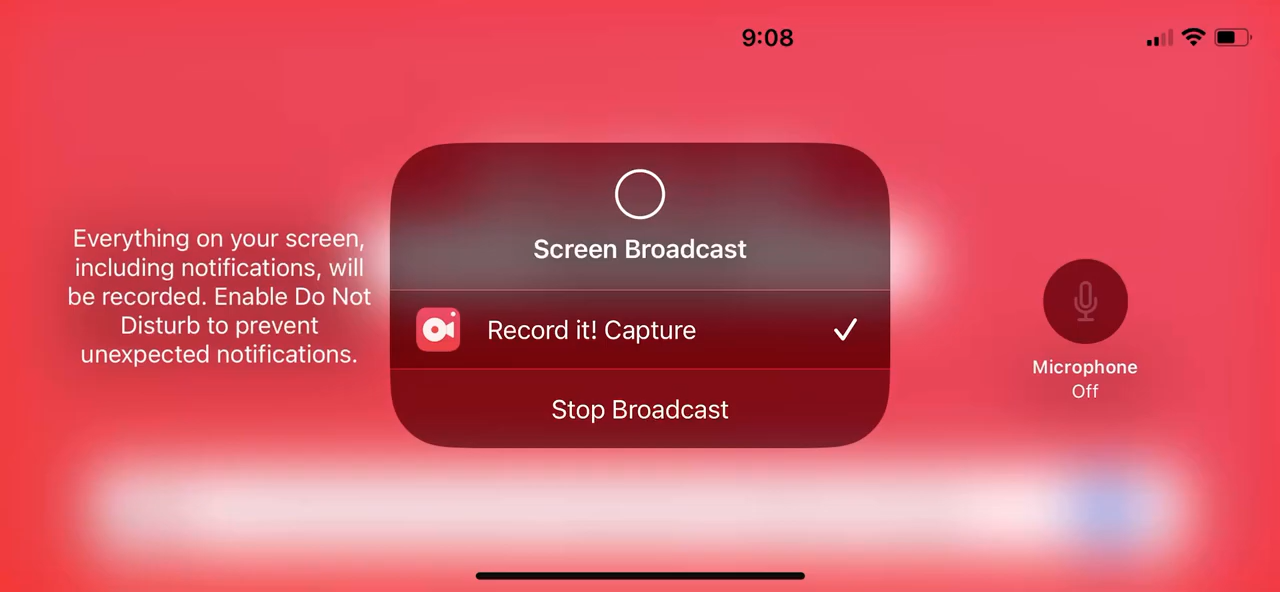 9:08
Everything on your screen,
including notifications, will
be recorded. Enable Do Not
Disturb to prevent
unexpected notifications.
Screen Broadcast
Record it! Capture
Stop Broadcast
Microphone
Off